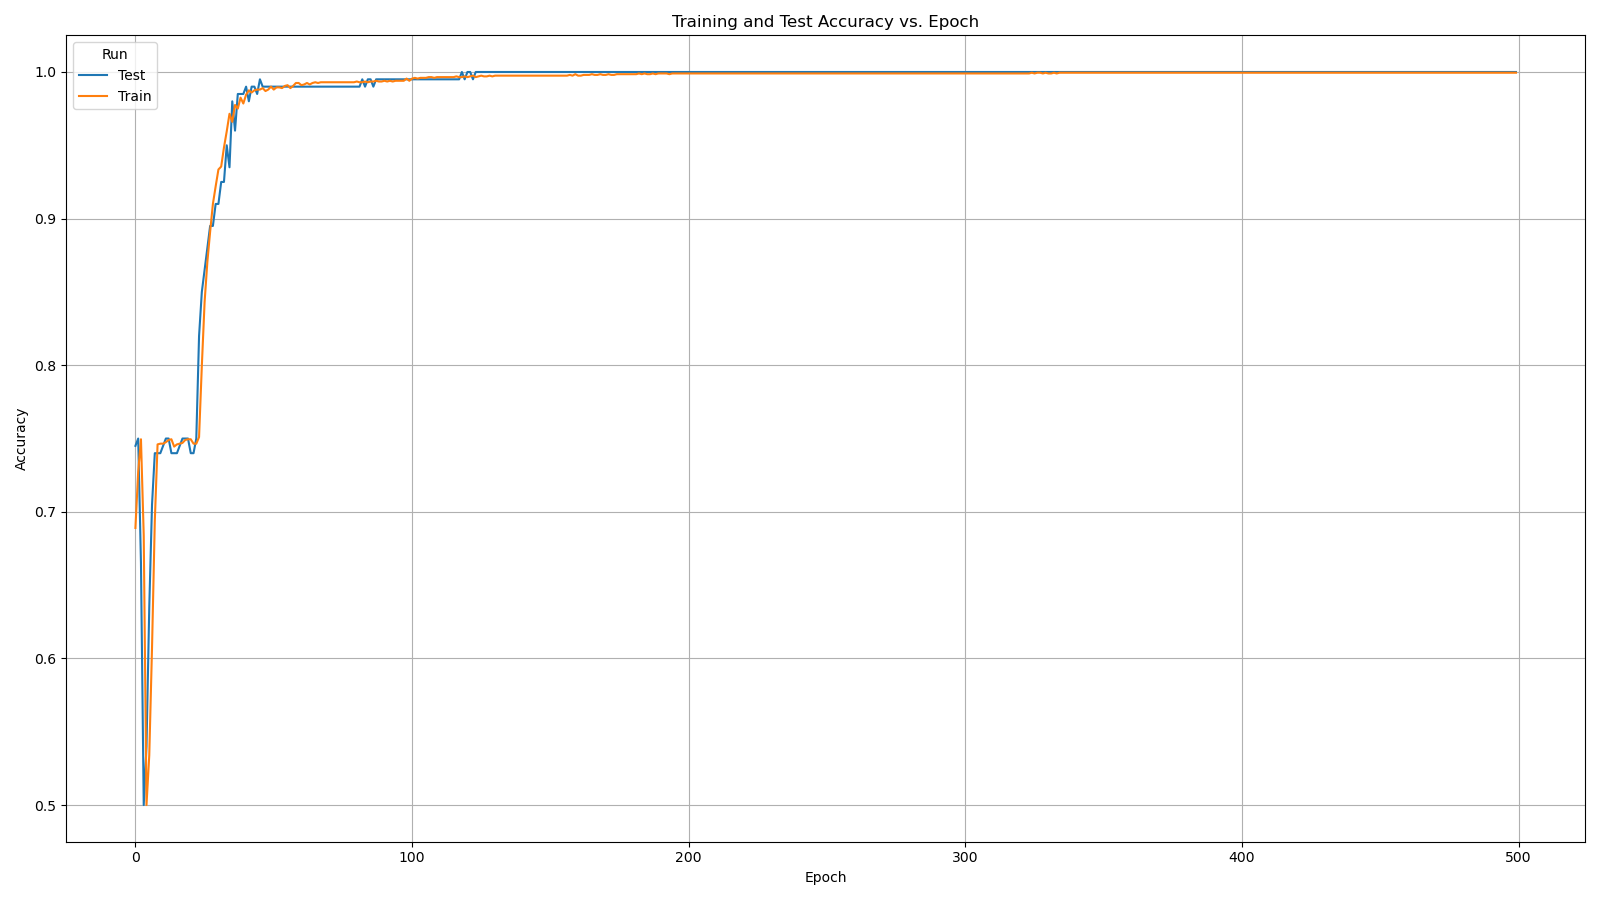 Training and Test Accuracy vs. Epoch
Run
Test
Train
1.0
0.9
0.8
0.7
0.6
0.5
Accuracy
0 100 200 300 400 500
Epoch